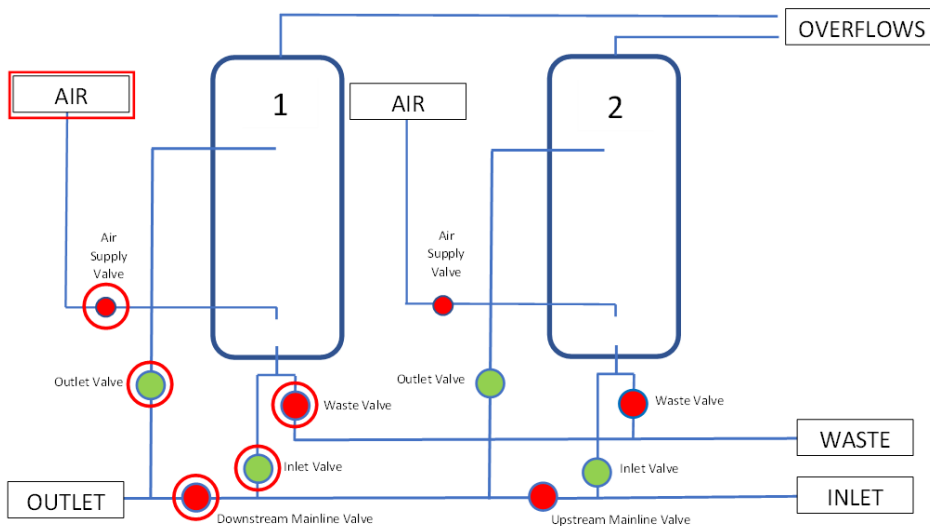 OVERFLOWS
AIR
1
AIR
2
Air
Supply
Valve
Air
Supply
Valve
Outlet Valve
Waste Valve
Outlet Valve
Waste Valve
WASTE
Inlet Valve
Inlet Valve
OUTLET
INLET
Downstream Mainline Valve
Upstream Mainline Valve